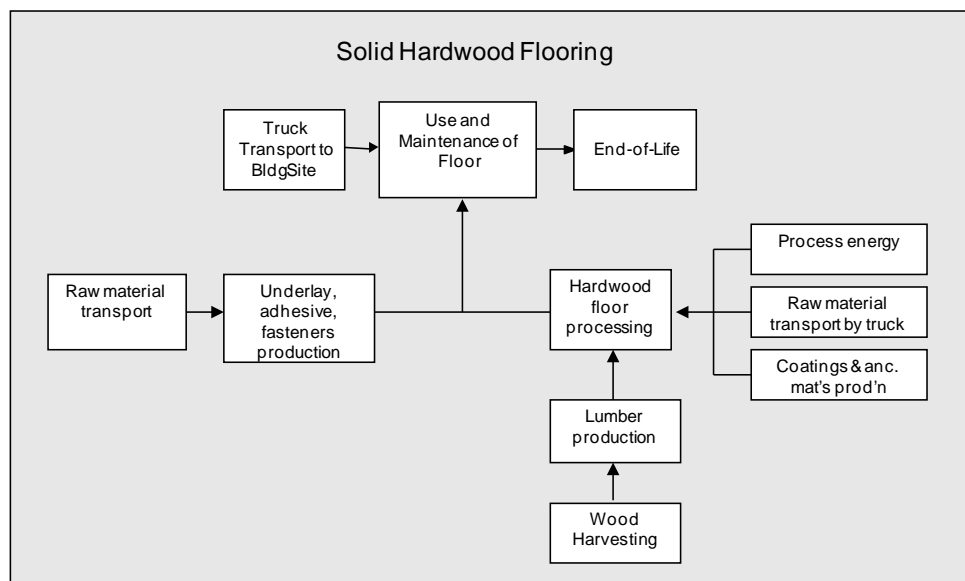 Solid Hardwood Flooring
Truck
Transport to
BldgSite
Use and
Maintenance of
Floor
End-of-Life
Raw material
transport
Underlay,
adhesive,
fasteners
production
Hardwood
floor
processing
Process energy
Raw material
transport by truck
Coatings & anc.
mat's prod'n
Lumber
production
Wood
Harvesting